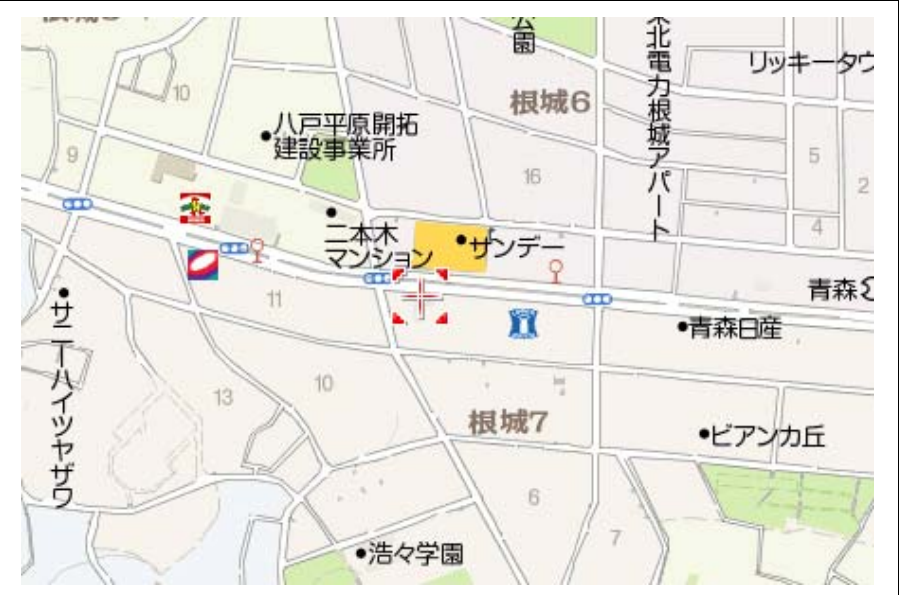 公園
東北電力根城アパート
リッキータウ
根城6
10
八戸平原開拓
建設事業所
9
5
16
2
4
二本木
マンション
サンデー
青森
11
サニーハイツヤザワ
青森日産
13
10
根城7
ビアンカ丘
6
7
浩々学園